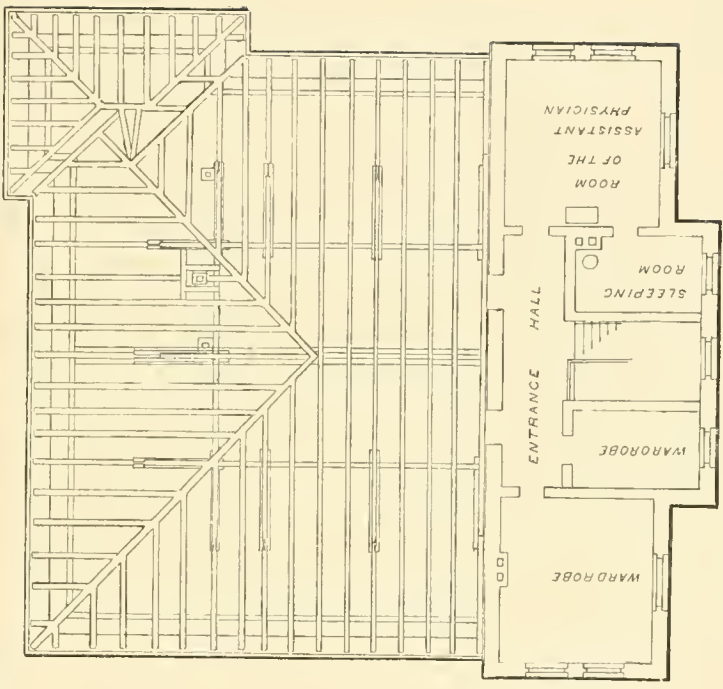 ROOM
OF THE
ASSISTANT
PHYSICIAN
SLEEPING
ROOM
ENTRANCE HALL
WARDROBE
WARDROBE